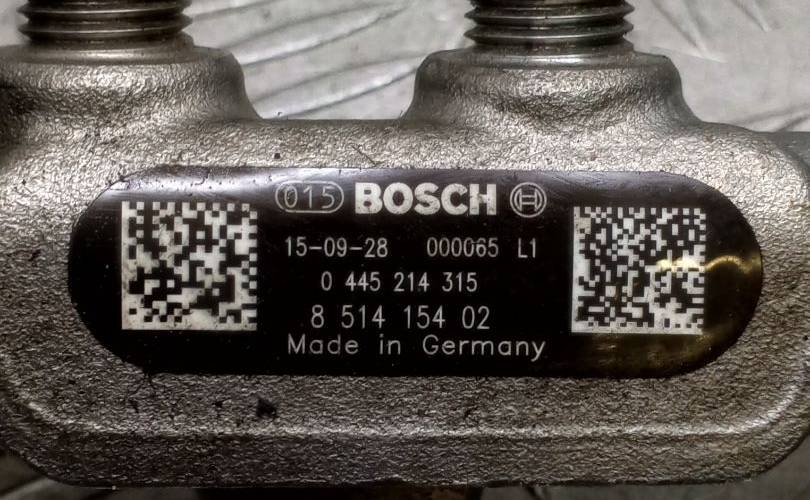 015 BOSCH
15-09-28 000065 L1
0 445 214 315
8 514 154 02
Made in Germany